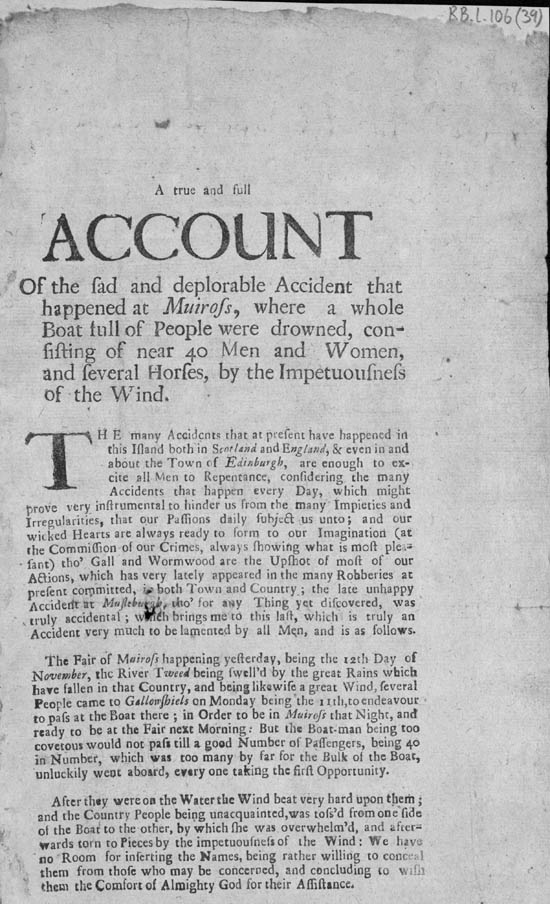 RB.l.106(39)
A true and full
ACCOUNT
Of the ſad and deplorable Accident that
happened at Muiroſs, where a whole
Boat full of People were drowned, con-
ſiſting of near 40 Men and Women,
and ſeveral Horſes, by the Impetuouſneſs
of the Wind.
THE many Accidents that at preſent have happened in
this Iſland both in Scotland and England, & even in and
about the Town of Edinburgh, are enough to ex-
cite all Men to Repentance, conſidering the many
Accidents that happen every Day, which might
prove very inſtrumental to hinder us from the many Impieties and
Irregularities, that our Paſſions daily ſubject us unto; and our
wicked Hearts are always ready to form to our Imagination (at
the Commiſſion of our Crimes, always ſhowing what is moſt plea-
ſant) tho' Gall and Wormwood are the Upſhot of moſt of our
Actions, which has very lately appeared in the many Robberies at
preſent committed, in both Town and Country; the late unhappy
Accident at Muſleburgh, tho' for any Thing yet diſcovered, was
truly accidental; which brings me to this laſt, which is truly an
Accident very much to be lamented by all Men, and is as follows.
The Fair of Muiroſs happening yeſterday, being the 12th Day of
November, the River Tweed being ſwell'd by the great Rains which
have fallen in that Country, and being likewiſe a great Wind, ſeveral
People came to Gallowſhiels on Monday being the 11th, to endeavour
to paſs at the Boat there; in Order to be in Muiroſs that Night, and
ready to be at the Fair next Morning: But the Boat-man being too
covetous would not paſs till a good Number of Paſſengers, being 40
in Number, which was too many by far for the Bulk of the Boat,
unluckily went aboard, every one taking the firſt Opportunity.
After they were on the Water the Wind beat very hard upon them;
and the Country People being unacquainted, was toſs'd from one ſide
of the Boat to the other, by which ſhe was overwhelm'd, and after-
wards torn to Pieces by the impetuouſneſs of the Wind: We have
no Room for inſerting the Names, being rather willing to conceal
them from thoſe who may be concerned, and concluding to wiſh
them the Comfort of Almighty God for their Aſſiſtance.